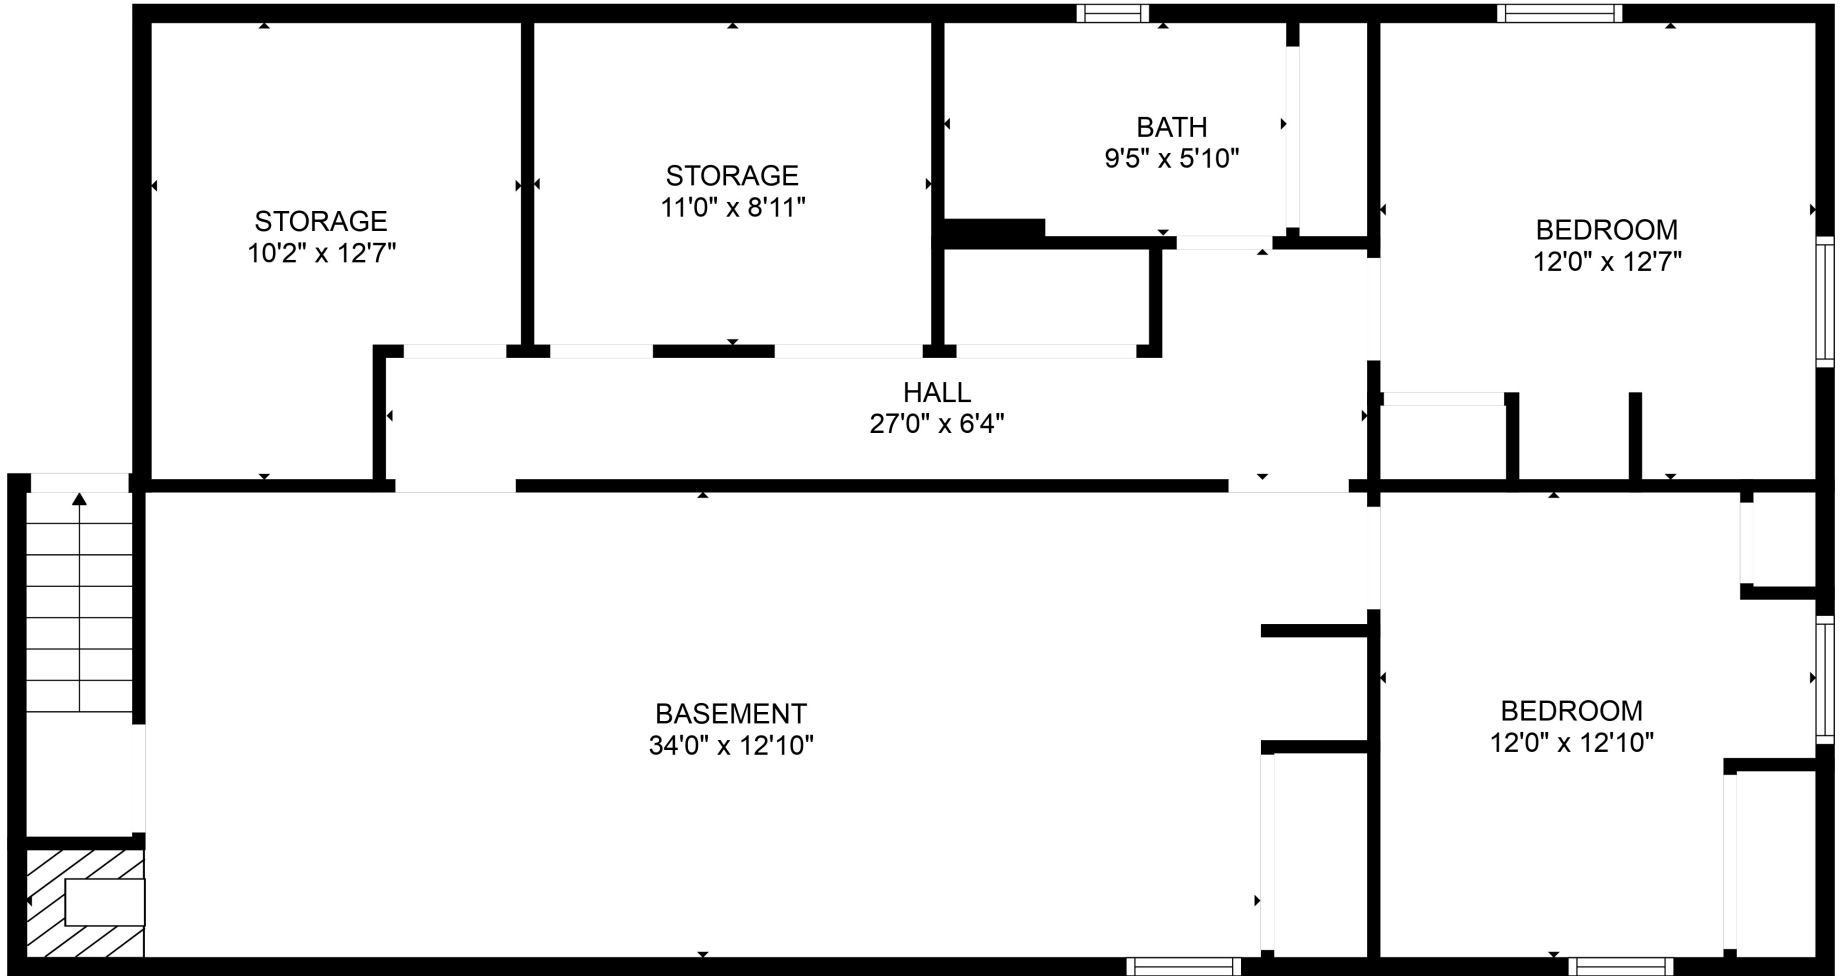 STORAGE
10'2" x 12'7"
STORAGE
11'0" x 8'11"
BATH
9'5" x 5'10"
BEDROOM
12'0" x 12'7"
HALL
27'0" x 6'4"
BASEMENT
34'0" x 12'10"
BEDROOM
12'0" x 12'10"